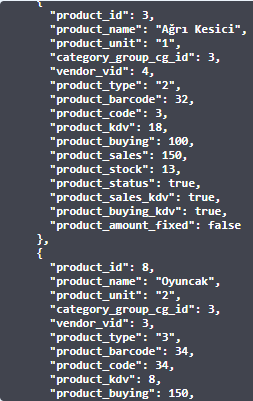 {
"product_id": 3,
"product_name": "Ağrı Kesici",
"product_unit": "1",
"category_group_cg_id": 3,
"vendor_vid": 4,
"product_type": "2",
"product_barcode": 32,
"product_code": 3,
"product_kdv": 18,
"product_buying": 100,
"product_sales": 150,
"product_stock": 13,
"product_status": true,
"product_sales_kdv": true,
"product_buying_kdv": true,
"product_amount_fixed": false
},
{
"product_id": 8,
"product_name": "Oyuncak",
"product_unit": "2",
"category_group_cg_id": 3,
"vendor_vid": 3,
"product_type": "3",
"product_barcode": 34,
"product_code": 34,
"product_kdv": 8,
"product_buying": 150,